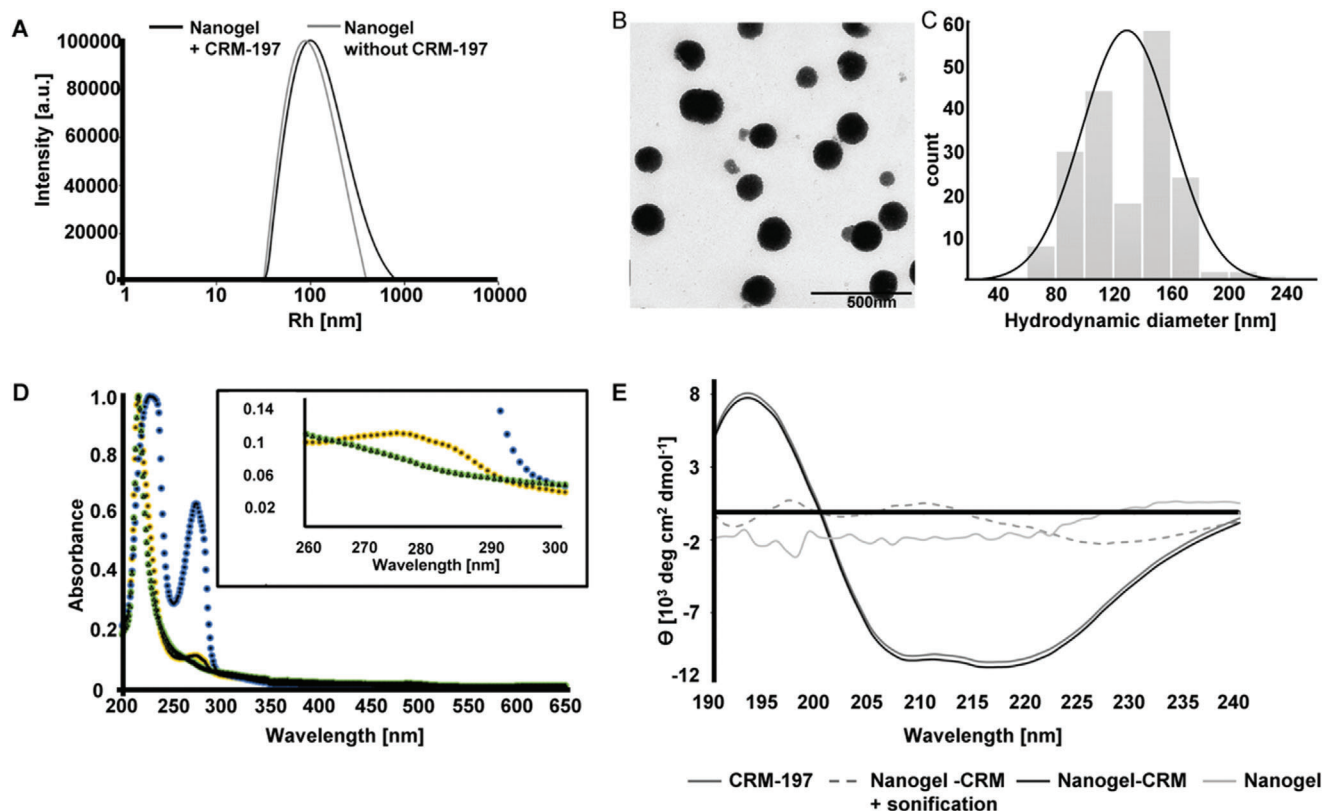 A
Nanogel + CRM-197
Nanogel without CRM-197
100000
80000
60000
40000
20000
0
Intensity [a.u.]
1 10 100 1000 10000
Rh [nm]
B
500nm
C
60
50
40
30
20
10
count
40 80 120 160 200 240
Hydrodynamic diameter [nm]
D
1.0
0.8
0.6
0.4
0.2
0
Absorbance
200 250 300 350 400 450 500 550 600 650
Wavelength [nm]
0.14
0.1
0.06
0.02
260 270 280 290 300
Wavelength [nm]
E
8
3
-2
-7
-12
Θ [10³ deg cm² dmol⁻¹]
190 195 200 205 210 215 220 225 230 235 240
Wavelength [nm]
CRM-197
Nanogel -CRM + sonification
Nanogel-CRM
Nanogel